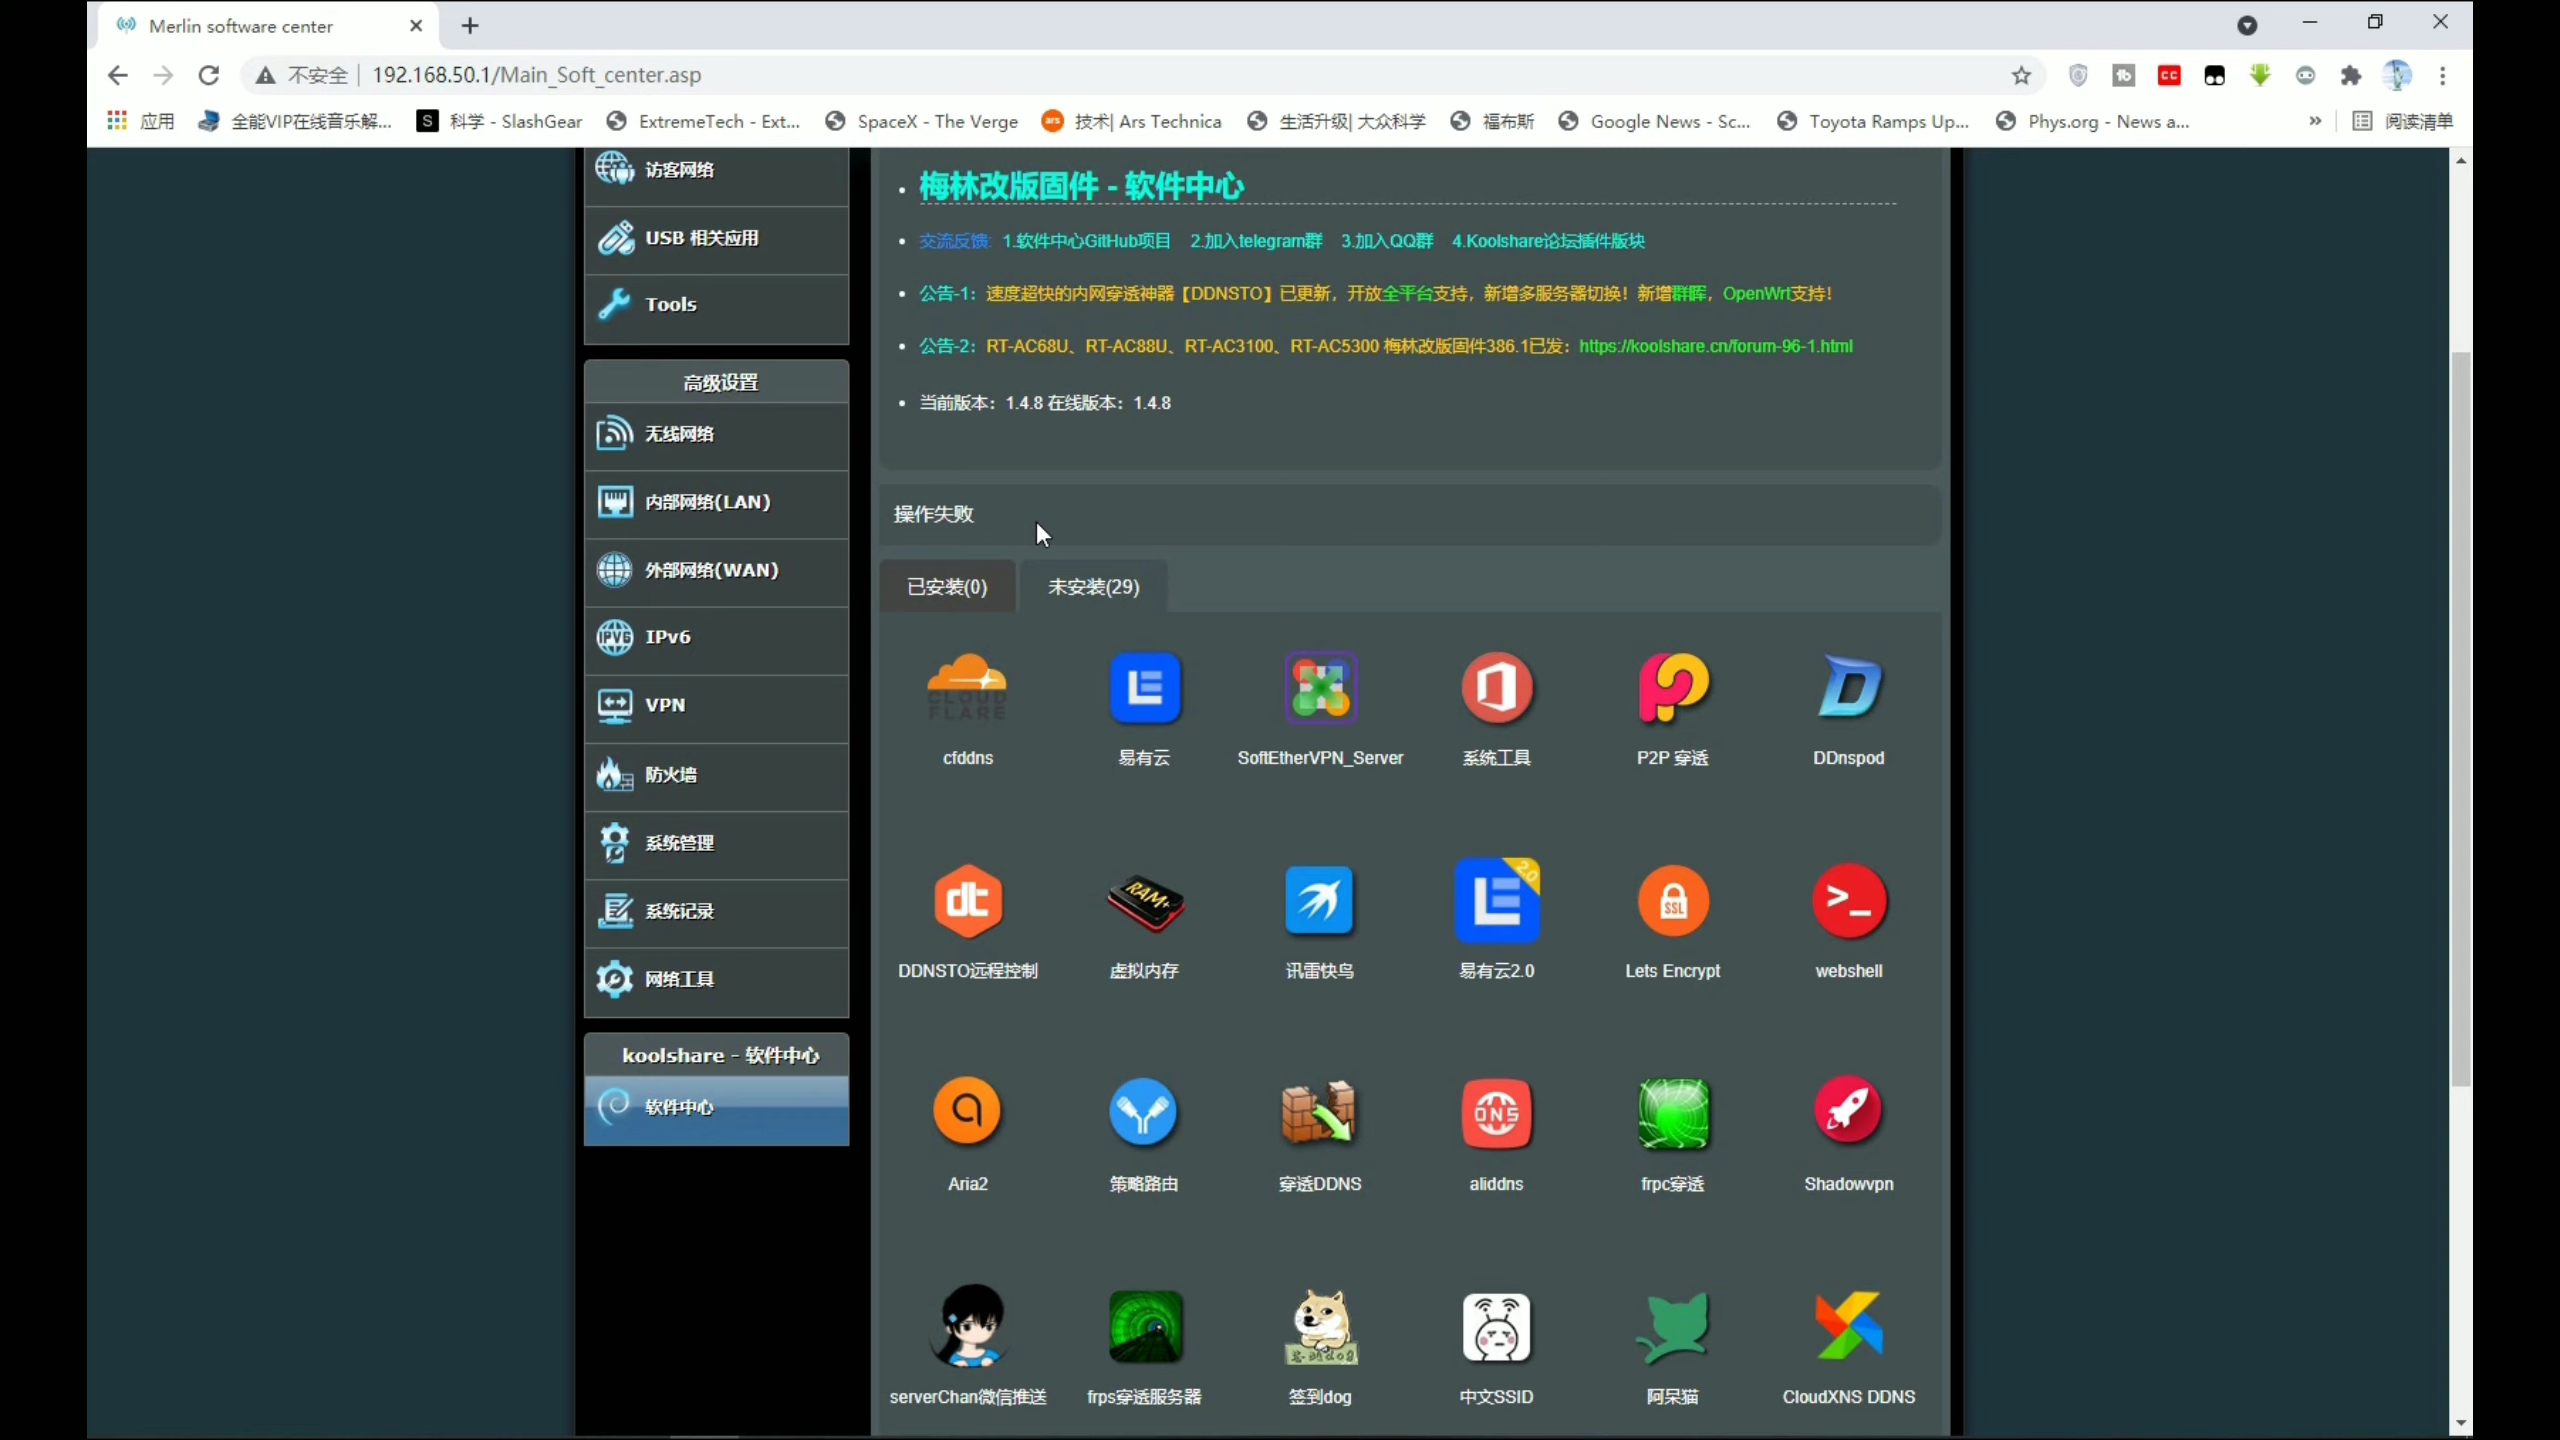 Merlin software center
不安全 192.168.50.1/Main_Soft_center.asp
应用 全能VIP在线音乐解... 科学 - SlashGear ExtremeTech - Ext... SpaceX - The Verge 技术| Ars Technica 生活升级| 大众科学 福布斯 Google News - Sc... Toyota Ramps Up... Phys.org - News a... » 阅读清单
访客网络
USB 相关应用
Tools
高级设置
无线网络
内部网络(LAN)
外部网络(WAN)
IPv6
VPN
防火墙
系统管理
系统记录
网络工具
koolshare - 软件中心
软件中心
梅林改版固件 - 软件中心
交流反馈: 1.软件中心GitHub项目 2.加入telegram群 3.加入QQ群 4.Koolshare论坛插件版块
公告-1：速度超快的内网穿透神器【DDNSTO】已更新，开放全平台支持，新增多服务器切换！新增群晖，OpenWrt支持！
公告-2：RT-AC68U、RT-AC88U、RT-AC3100、RT-AC5300 梅林改版固件386.1已发：https://koolshare.cn/forum-96-1.html
当前版本：1.4.8 在线版本：1.4.8
操作失败
已安装(0) 未安装(29)
CLOUD
FLARE
cfddns 易有云 SoftEtherVPN_Server 系统工具 P2P 穿透 DDnspod
dt RAM+ 2.0 SSL
DDNSTO远程控制 虚拟内存 讯雷快鸟 易有云2.0 Lets Encrypt webshell
DNS
Aria2 策略路由 穿透DDNS aliddns frpc穿透 Shadowvpn
serverChan微信推送 frps穿透服务器 签到dog 中文SSID 阿呆猫 CloudXNS DDNS